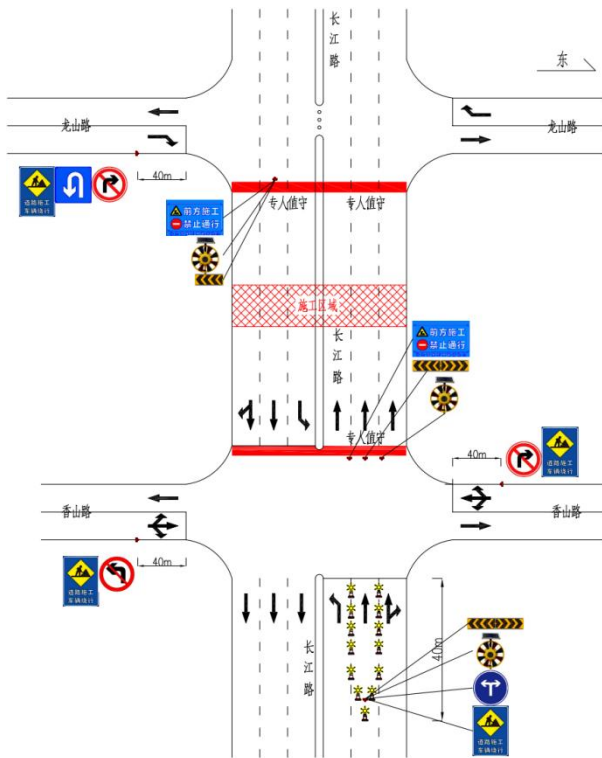 长江路
东
龙山路
龙山路
40m
道路施工
车辆绕行
专人值守
专人值守
前方施工
禁止通行
施工区域
前方施工
禁止通行
长江路
专人值守
40m
道路施工
车辆绕行
香山路
香山路
40m
道路施工
车辆绕行
长江路
40m
道路施工
车辆绕行